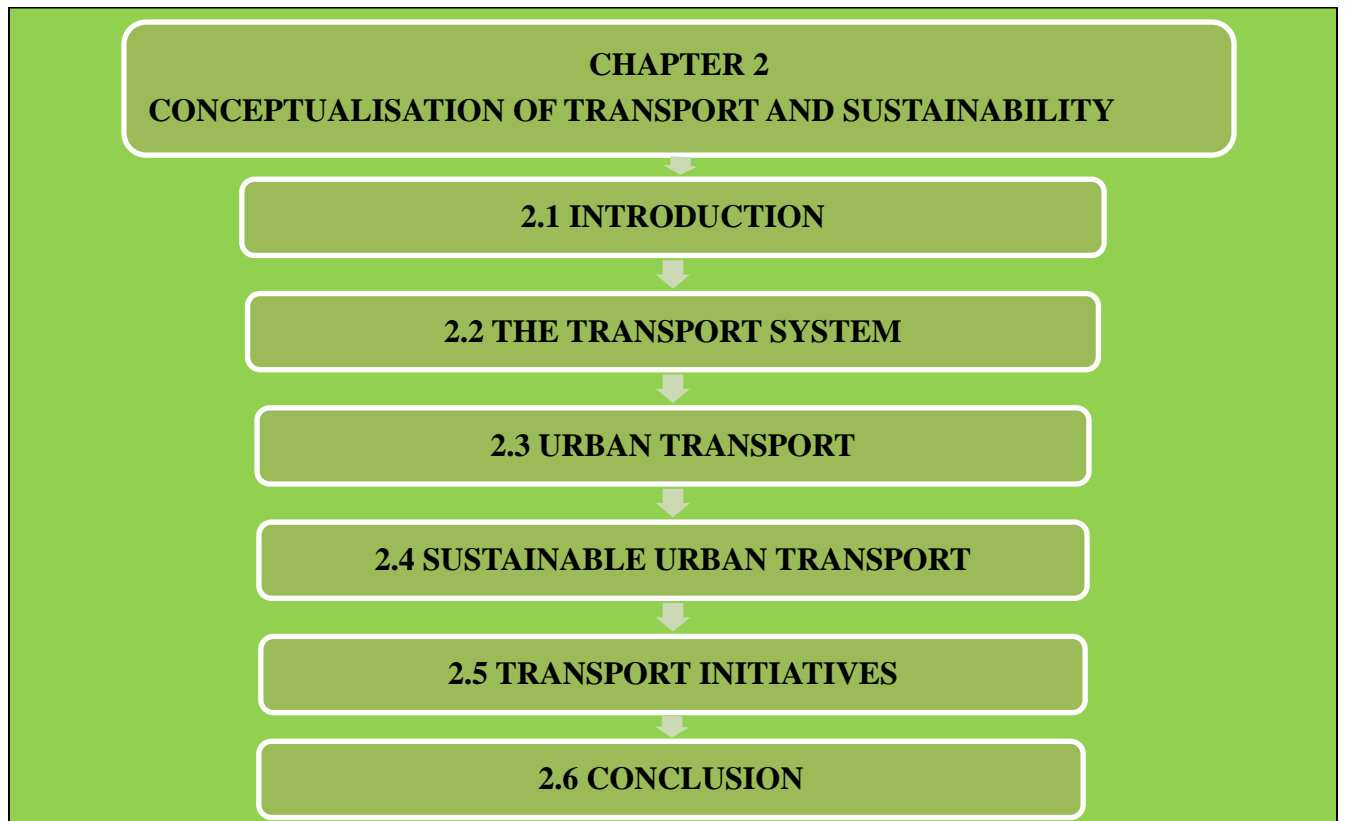 CHAPTER 2
CONCEPTUALISATION OF TRANSPORT AND SUSTAINABILITY
2.1 INTRODUCTION
2.2 THE TRANSPORT SYSTEM
2.3 URBAN TRANSPORT
2.4 SUSTAINABLE URBAN TRANSPORT
2.5 TRANSPORT INITIATIVES
2.6 CONCLUSION